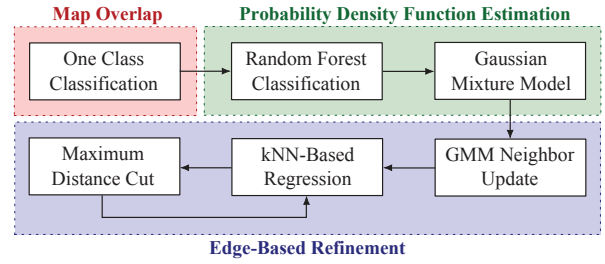 Map Overlap
Probability Density Function Estimation
One Class
Classification
Random Forest
Classification
Gaussian
Mixture Model
Maximum
Distance Cut
kNN-Based
Regression
GMM Neighbor
Update
Edge-Based Refinement